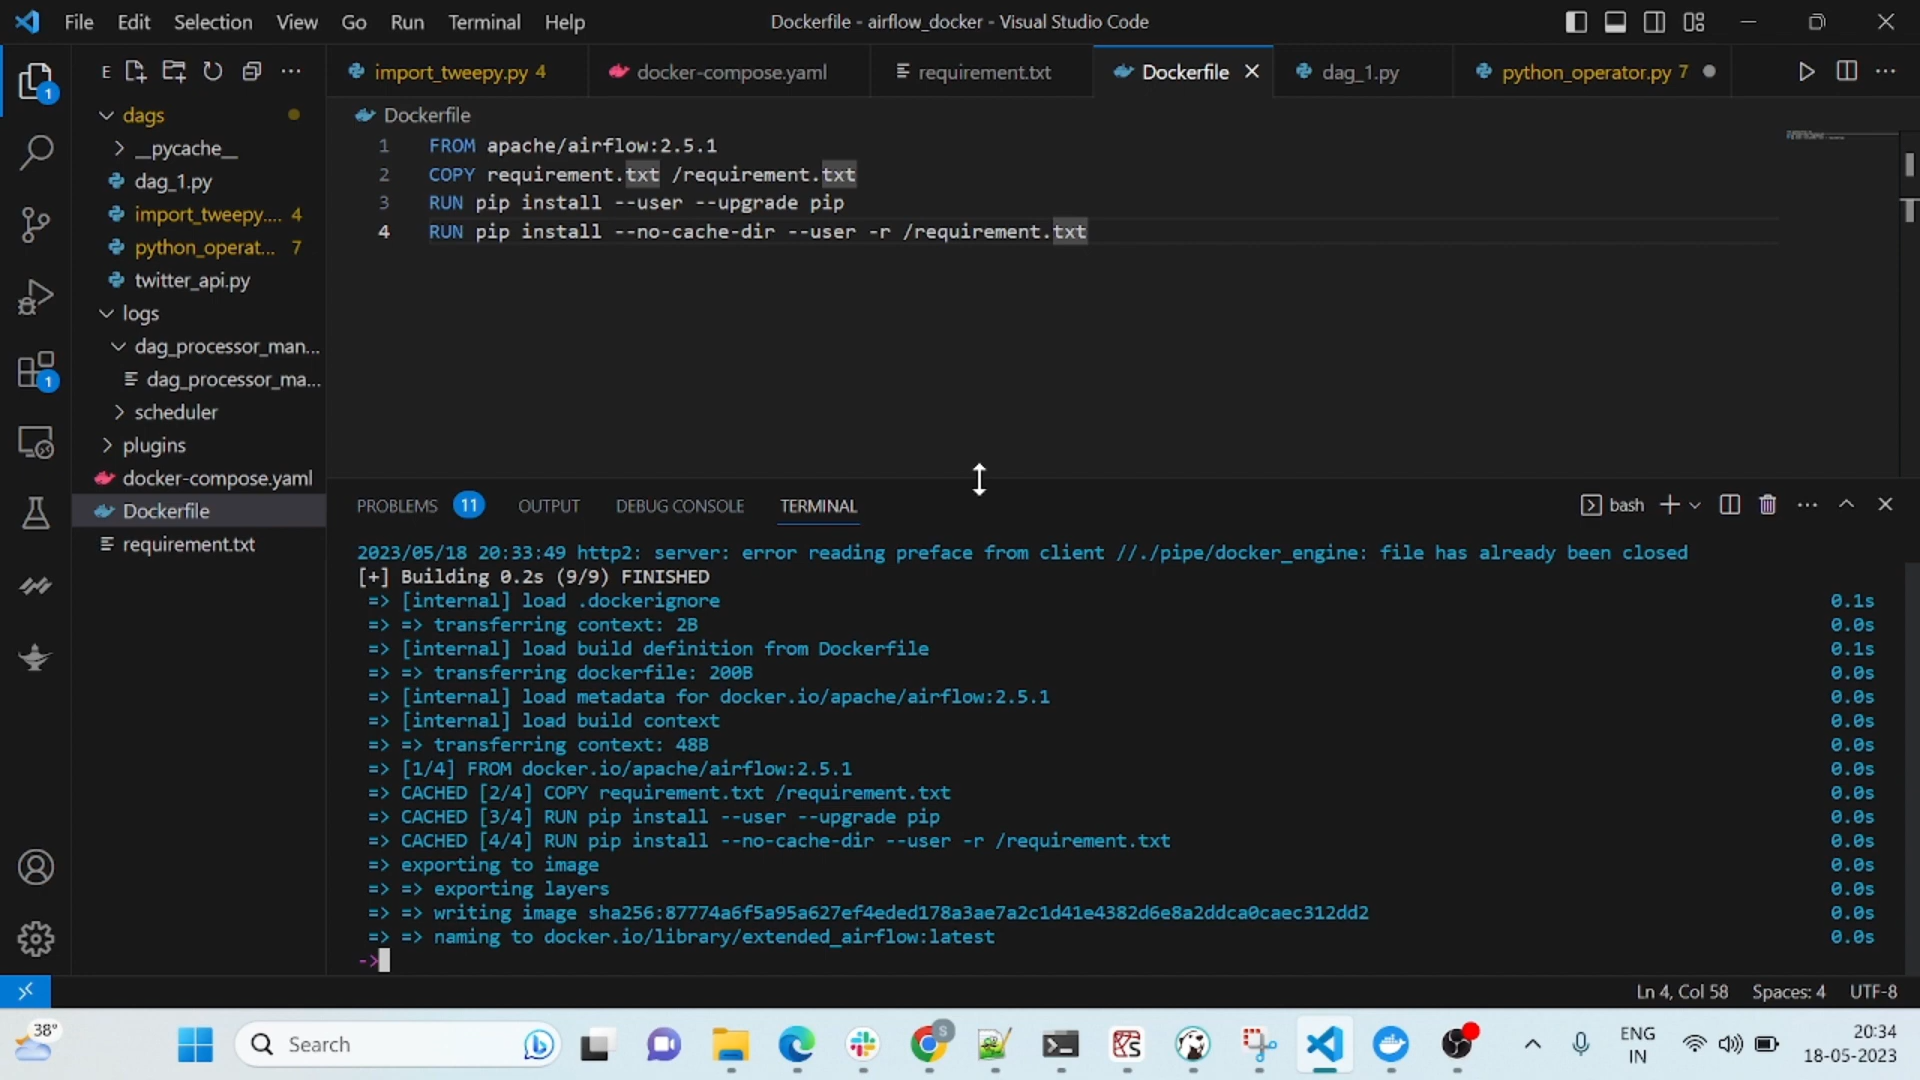 File Edit Selection View Go Run Terminal Help
Dockerfile - airflow_docker - Visual Studio Code
E
import_tweepy.py 4
docker-compose.yaml
requirement.txt
Dockerfile
dag_1.py
python_operator.py 7
1
dags
__pycache__
dag_1.py
import_tweepy.... 4
python_operat... 7
twitter_api.py
logs
dag_processor_man...
dag_processor_ma...
1
scheduler
plugins
docker-compose.yaml
Dockerfile
requirement.txt
Dockerfile
1 FROM apache/airflow:2.5.1
2 COPY requirement.txt /requirement.txt
3 RUN pip install --user --upgrade pip
4 RUN pip install --no-cache-dir --user -r /requirement.txt
PROBLEMS 11 OUTPUT DEBUG CONSOLE TERMINAL
bash
2023/05/18 20:33:49 http2: server: error reading preface from client //./pipe/docker_engine: file has already been closed
[+] Building 0.2s (9/9) FINISHED
=> [internal] load .dockerignore 0.1s
=> => transferring context: 2B 0.0s
=> [internal] load build definition from Dockerfile 0.1s
=> => transferring dockerfile: 200B 0.0s
=> [internal] load metadata for docker.io/apache/airflow:2.5.1 0.0s
=> [internal] load build context 0.0s
=> => transferring context: 48B 0.0s
=> [1/4] FROM docker.io/apache/airflow:2.5.1 0.0s
=> CACHED [2/4] COPY requirement.txt /requirement.txt 0.0s
=> CACHED [3/4] RUN pip install --user --upgrade pip 0.0s
=> CACHED [4/4] RUN pip install --no-cache-dir --user -r /requirement.txt 0.0s
=> exporting to image 0.0s
=> => exporting layers 0.0s
=> => writing image sha256:87774a6f5a95a627ef4eded178a3ae7a2c1d41e4382d6e8a2ddca0caec312dd2 0.0s
=> => naming to docker.io/library/extended_airflow:latest 0.0s
->
Ln 4, Col 58 Spaces: 4 UTF-8
38°
Search
S
ENG
IN
20:34
18-05-2023